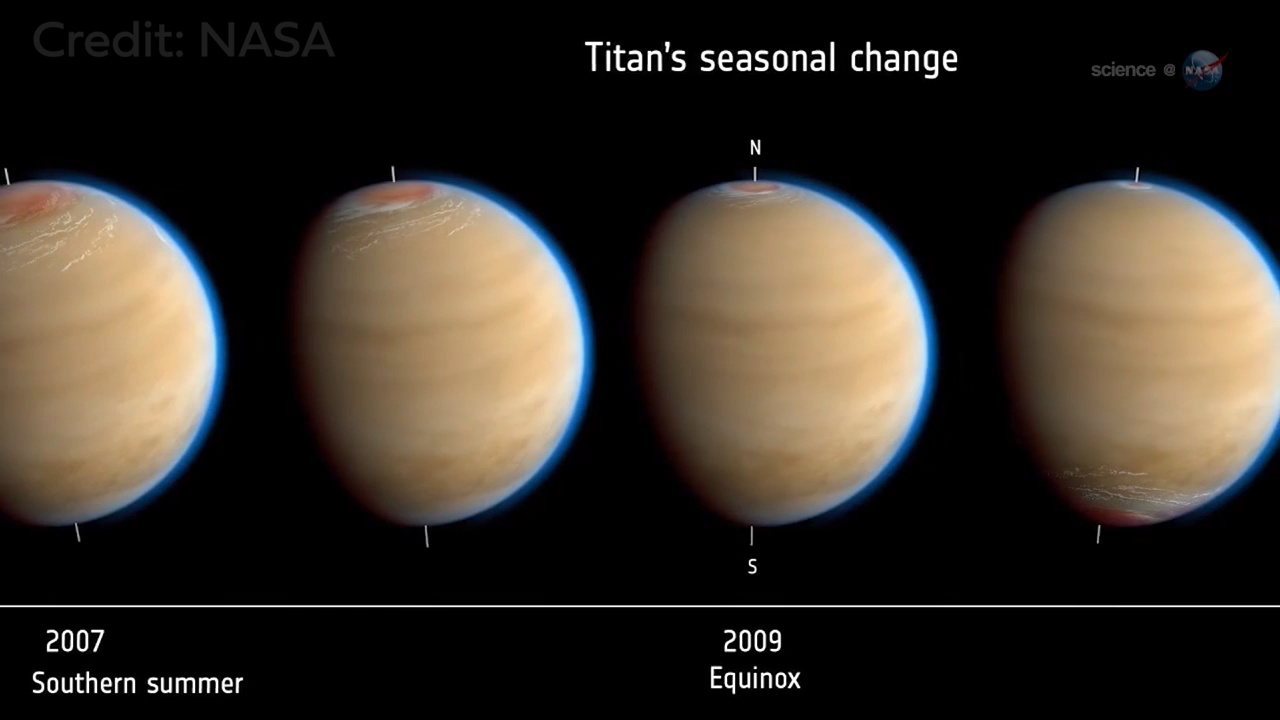 Credit: NASA
Titan's seasonal change
science @ NASA
N
S
2007
Southern summer
2009
Equinox